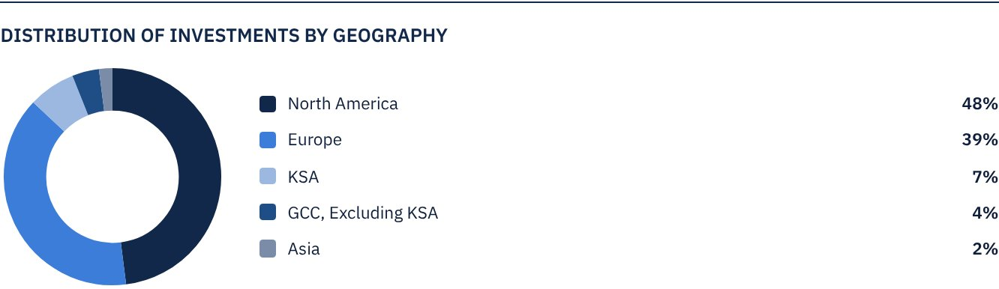 DISTRIBUTION OF INVESTMENTS BY GEOGRAPHY
North America 48%
Europe 39%
KSA 7%
GCC, Excluding KSA 4%
Asia 2%